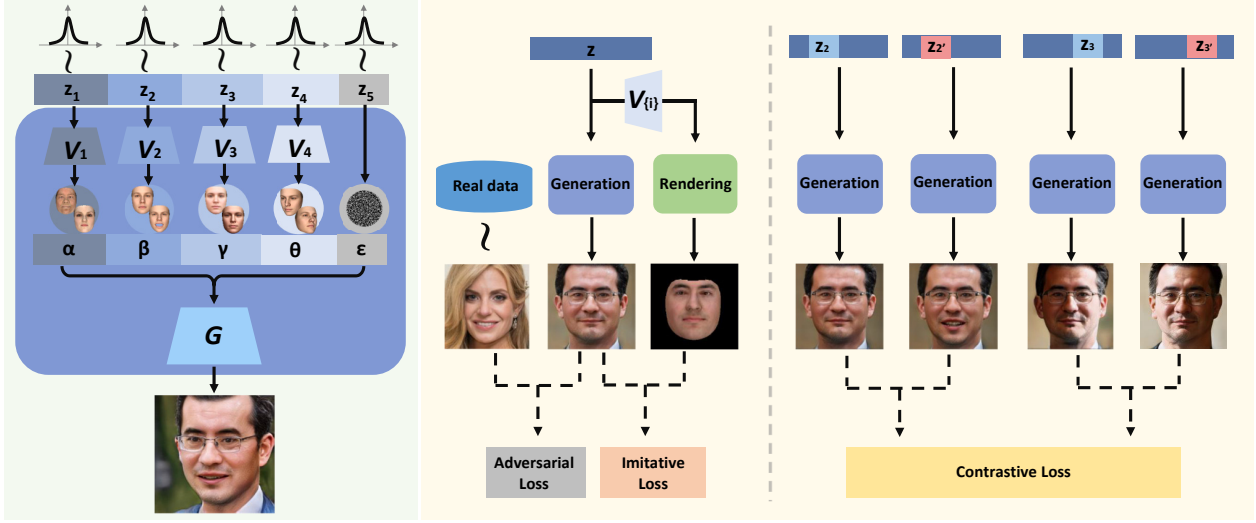 z1 z2 z3 z4 z5
V1 V2 V3 V4
α β γ θ ε
G
z
V{i}
Real data Generation Rendering
Adversarial Loss
Imitative Loss
z2 z2' z3 z3'
Generation Generation Generation Generation
Contrastive Loss